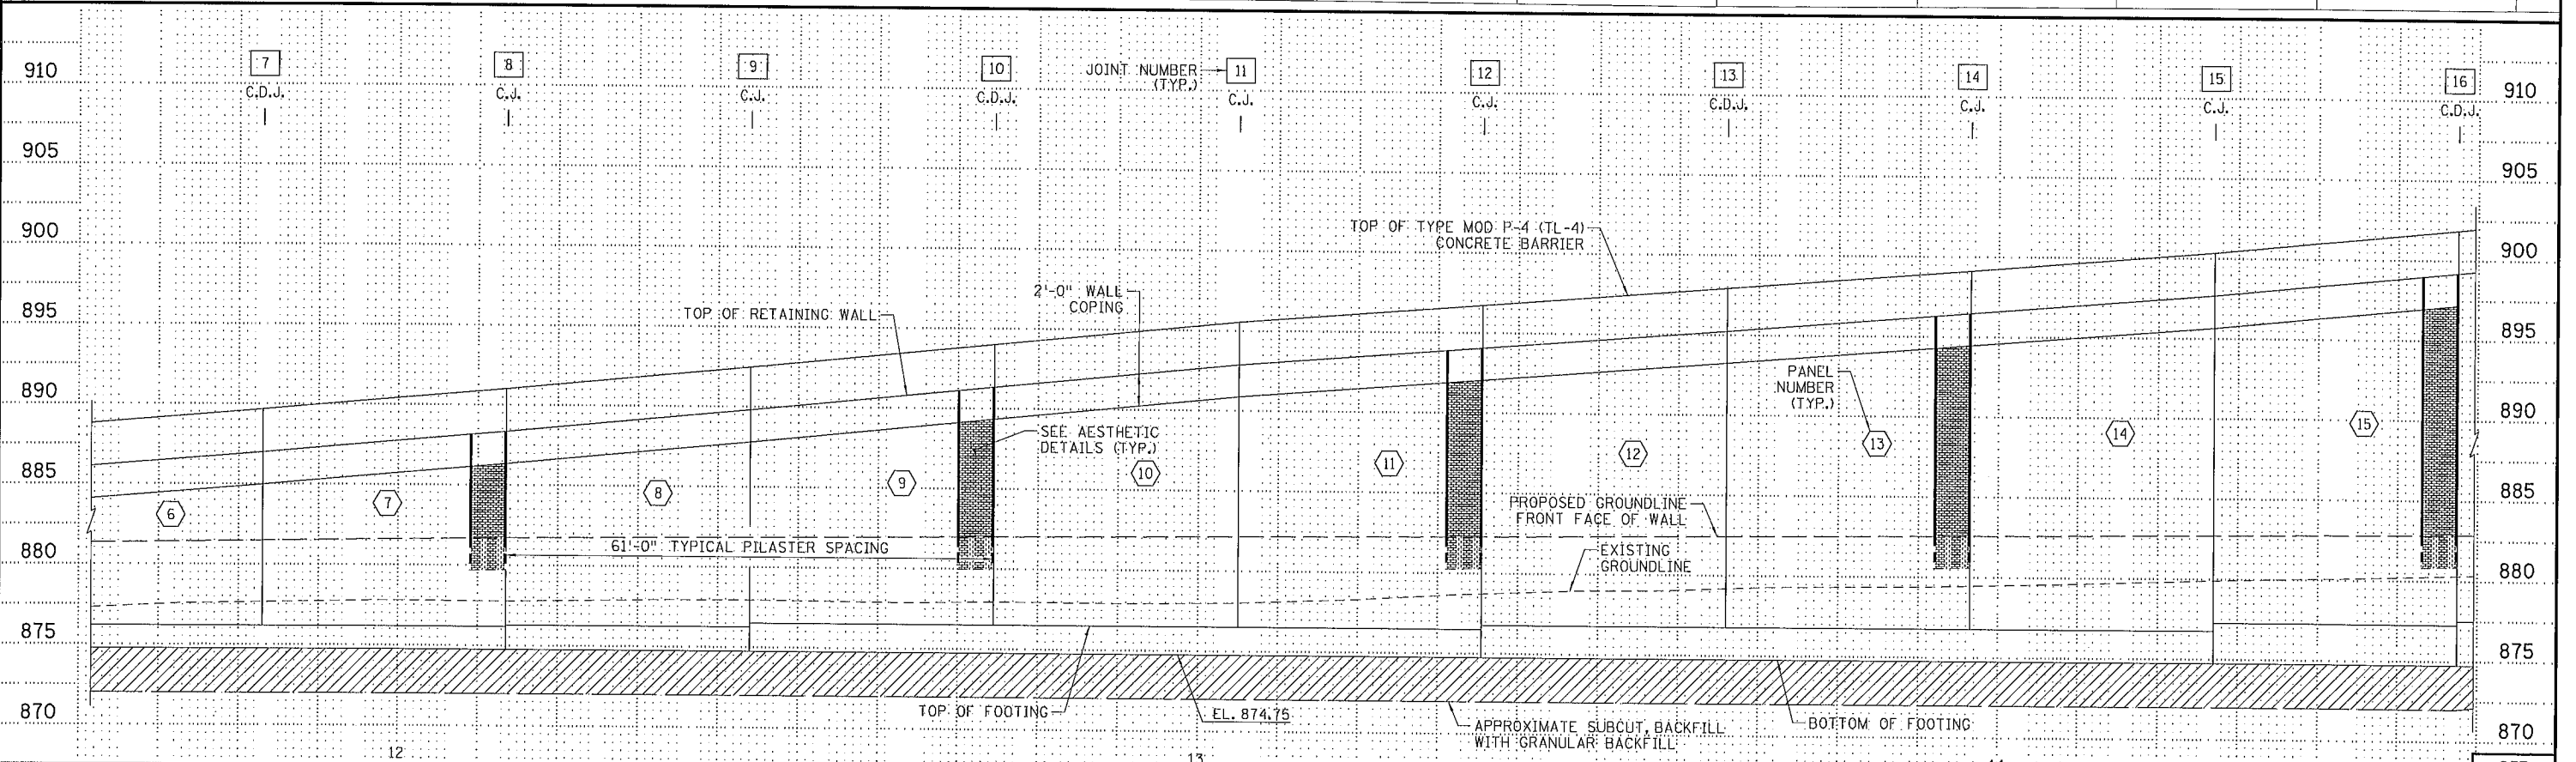 7
8
9
10
JOINT NUMBER
(TYP.)
11
12
13
14
15
16
C.D.J.
C.J.
C.J.
C.D.J.
C.J.
C.J.
C.D.J.
C.J.
C.J.
C.D.J.
910
905
900
895
890
885
880
875
870
910
905
900
895
890
885
880
875
870
TOP OF TYPE MOD P-4 (TL-4)
CONCRETE BARRIER
2'-0" WALL
COPING
TOP OF RETAINING WALL
PANEL
NUMBER
(TYP.)
SEE AESTHETIC
DETAILS (TYP.)
6
7
8
9
10
11
12
13
14
15
PROPOSED GROUNDLINE
FRONT FACE OF WALL
61'-0" TYPICAL PILASTER SPACING
EXISTING
GROUNDLINE
TOP OF FOOTING
EL. 874.75
APPROXIMATE SUBCUT, BACKFILL
WITH GRANULAR BACKFILL
BOTTOM OF FOOTING
12
13